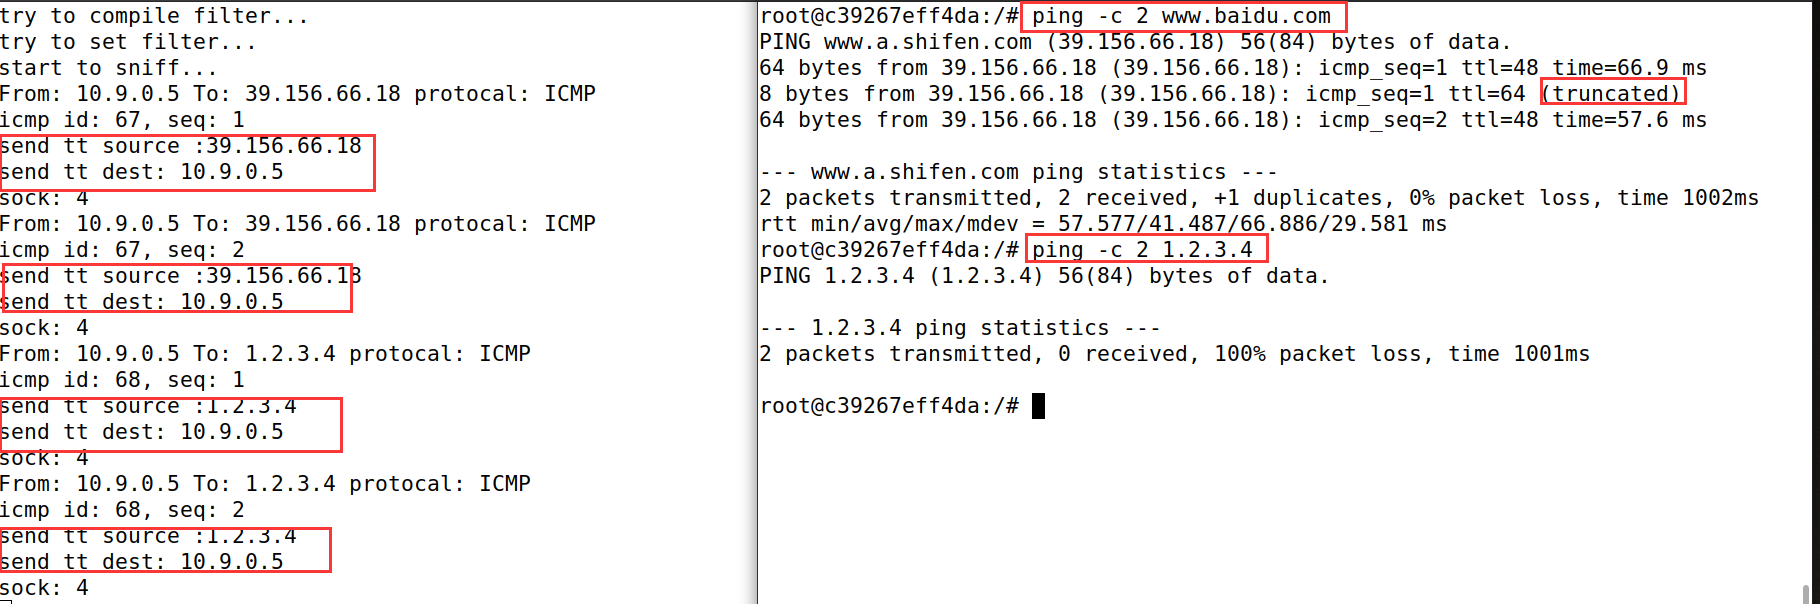 try to compile filter...
try to set filter...
start to sniff...
From: 10.9.0.5 To: 39.156.66.18 protocal: ICMP
icmp id: 67, seq: 1
send tt source :39.156.66.18
send tt dest: 10.9.0.5
sock: 4
From: 10.9.0.5 To: 39.156.66.18 protocal: ICMP
icmp id: 67, seq: 2
send tt source :39.156.66.18
send tt dest: 10.9.0.5
sock: 4
From: 10.9.0.5 To: 1.2.3.4 protocal: ICMP
icmp id: 68, seq: 1
send tt source :1.2.3.4
send tt dest: 10.9.0.5
sock: 4
From: 10.9.0.5 To: 1.2.3.4 protocal: ICMP
icmp id: 68, seq: 2
send tt source :1.2.3.4
send tt dest: 10.9.0.5
sock: 4
root@c39267eff4da:/# ping -c 2 www.baidu.com
PING www.a.shifen.com (39.156.66.18) 56(84) bytes of data.
64 bytes from 39.156.66.18 (39.156.66.18): icmp_seq=1 ttl=48 time=66.9 ms
8 bytes from 39.156.66.18 (39.156.66.18): icmp_seq=1 ttl=64 (truncated)
64 bytes from 39.156.66.18 (39.156.66.18): icmp_seq=2 ttl=48 time=57.6 ms
--- www.a.shifen.com ping statistics ---
2 packets transmitted, 2 received, +1 duplicates, 0% packet loss, time 1002ms
rtt min/avg/max/mdev = 57.577/41.487/66.886/29.581 ms
root@c39267eff4da:/# ping -c 2 1.2.3.4
PING 1.2.3.4 (1.2.3.4) 56(84) bytes of data.
--- 1.2.3.4 ping statistics ---
2 packets transmitted, 0 received, 100% packet loss, time 1001ms
root@c39267eff4da:/#